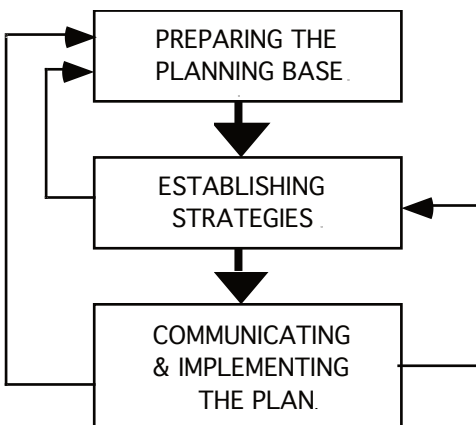 PREPARING THE
PLANNING BASE
ESTABLISHING
STRATEGIES
COMMUNICATING
& IMPLEMENTING
THE PLAN.